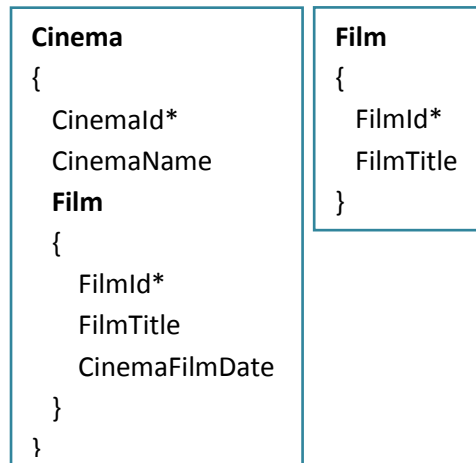 Cinema
{
CinemaId*
CinemaName
Film
{
FilmId*
FilmTitle
CinemaFilmDate
}
}
Film
{
FilmId*
FilmTitle
}